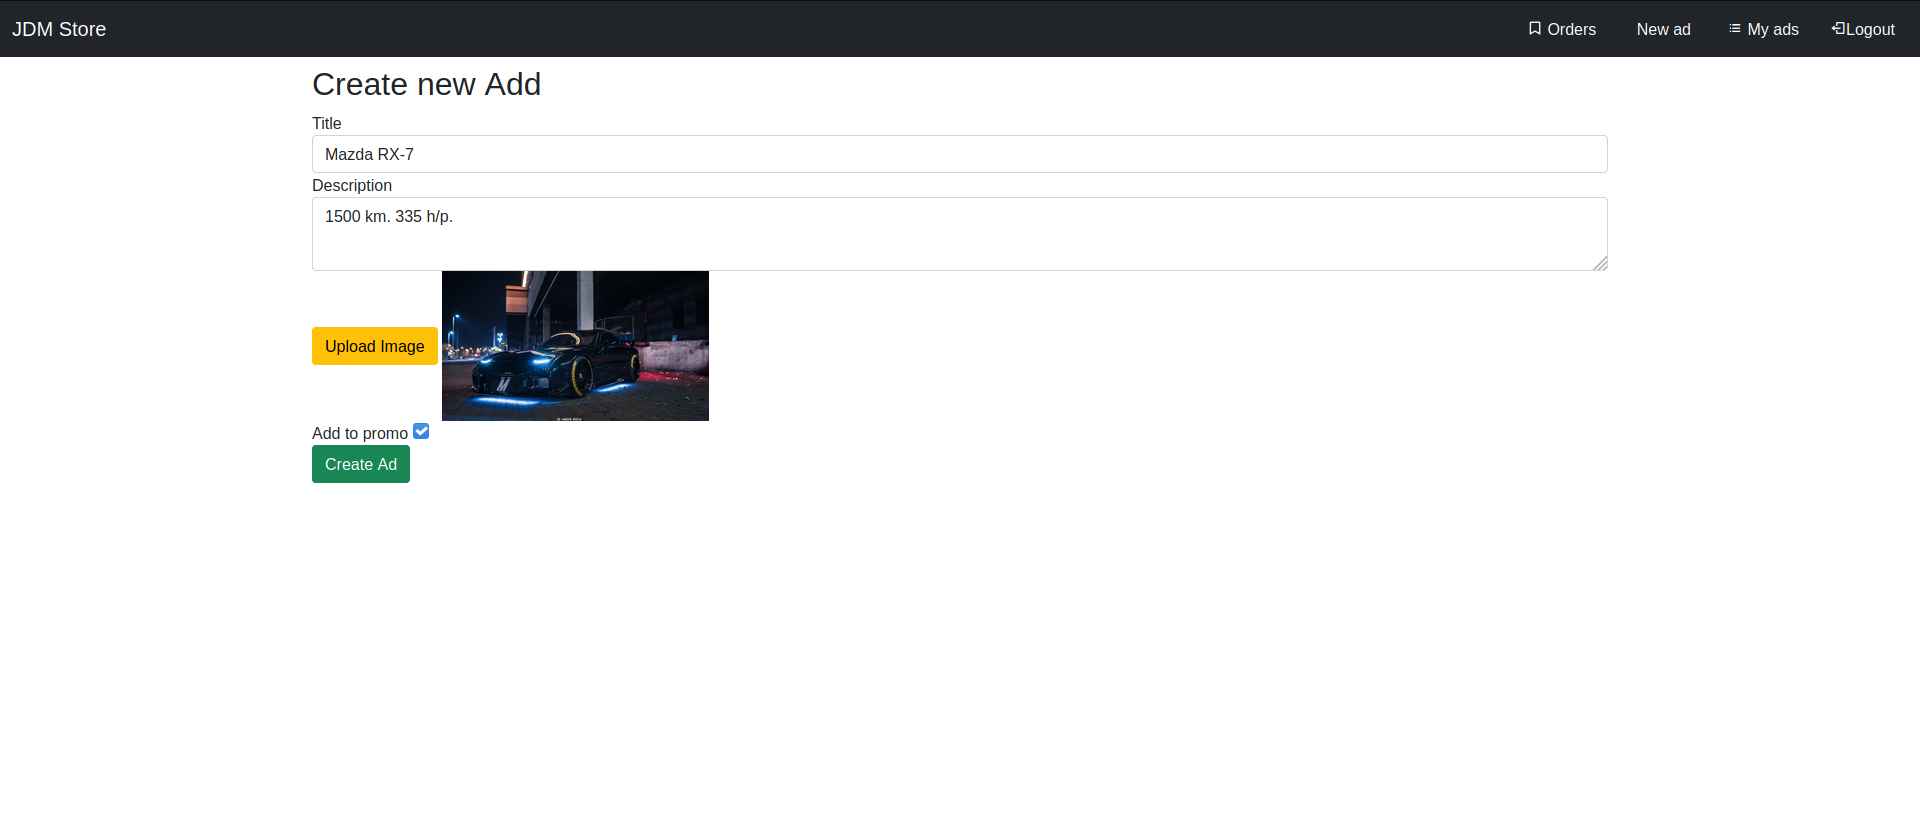 JDM Store
Orders
New ad
My ads
Logout
Create new Add
Title
Mazda RX-7
Description
1500 km. 335 h/p.
Upload Image
Add to promo
Create Ad